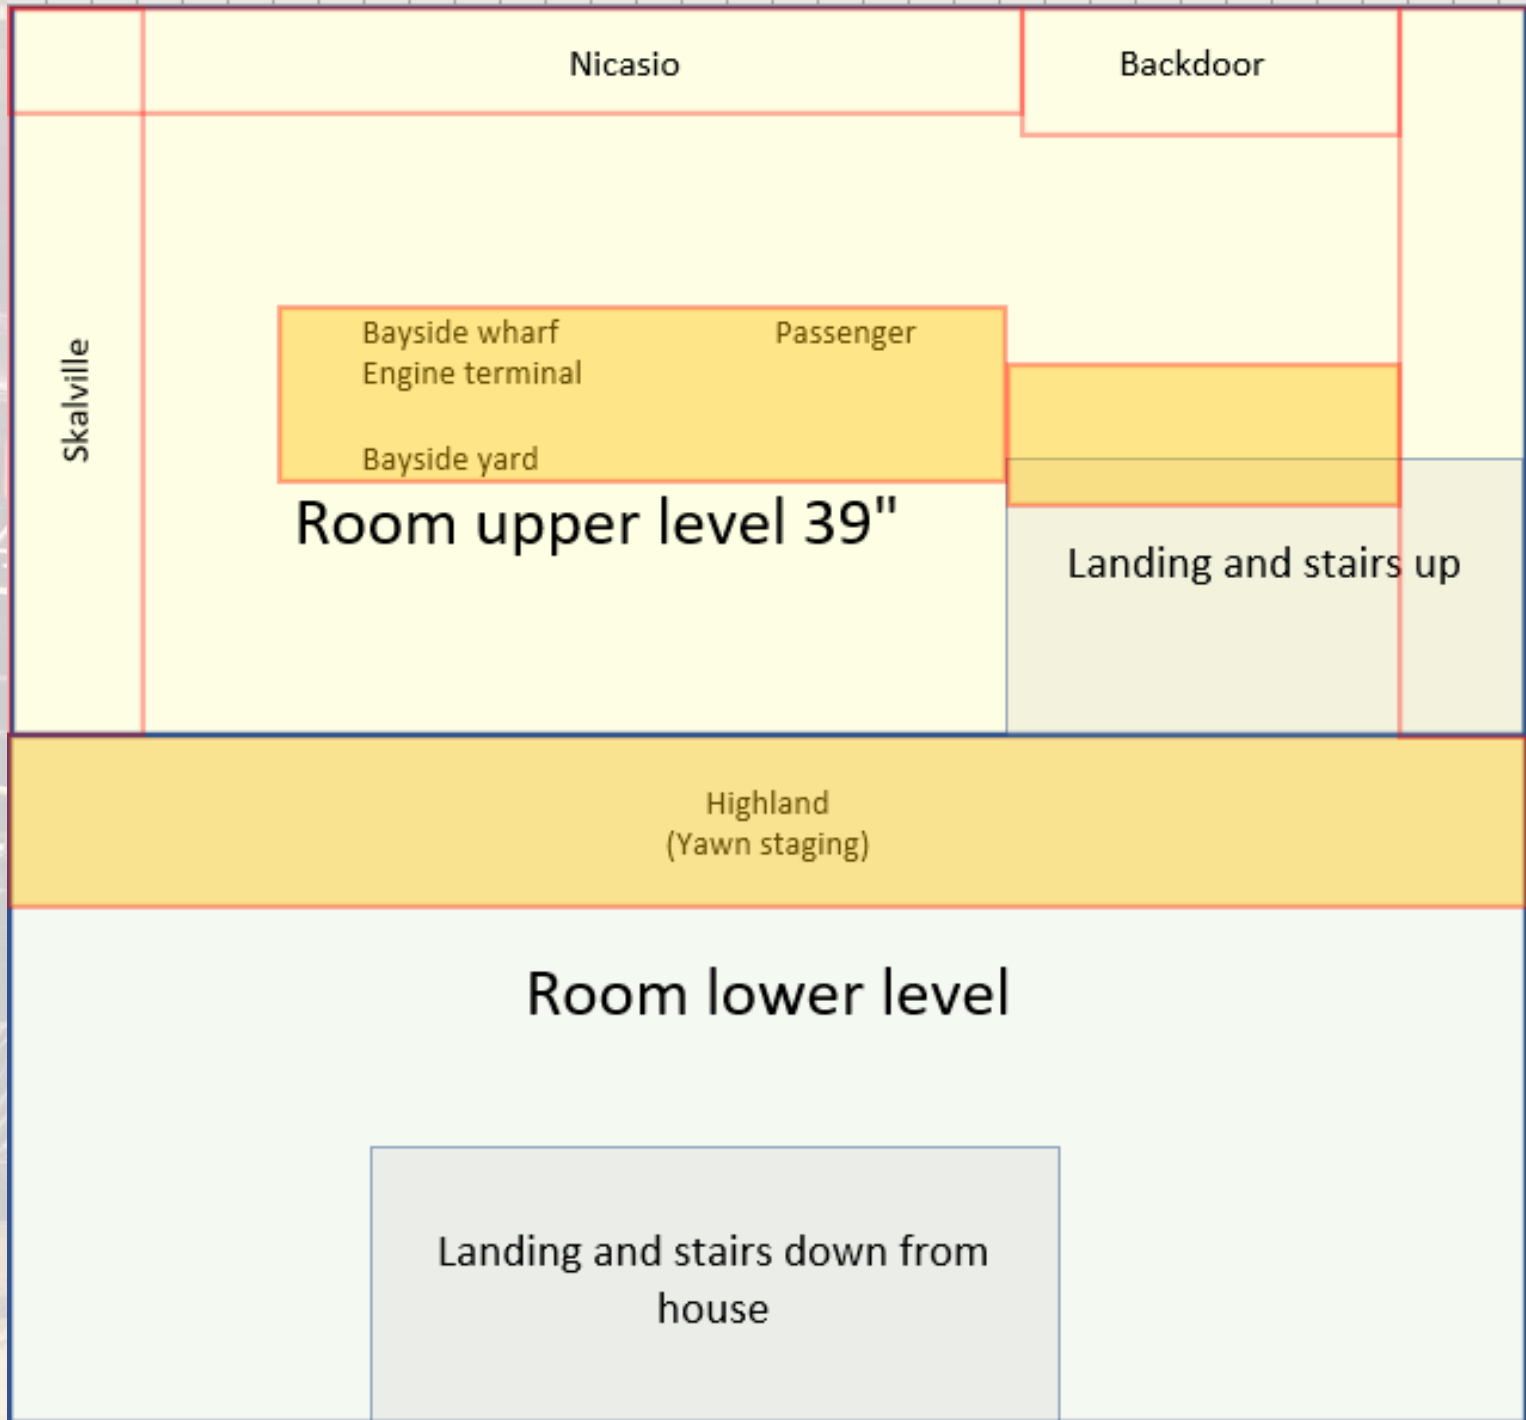 Nicasio
Backdoor
Skalville
Bayside wharf
Passenger
Engine terminal
Bayside yard
Room upper level 39"
Landing and stairs up
Highland
(Yawn staging)
Room lower level
Landing and stairs down from
house